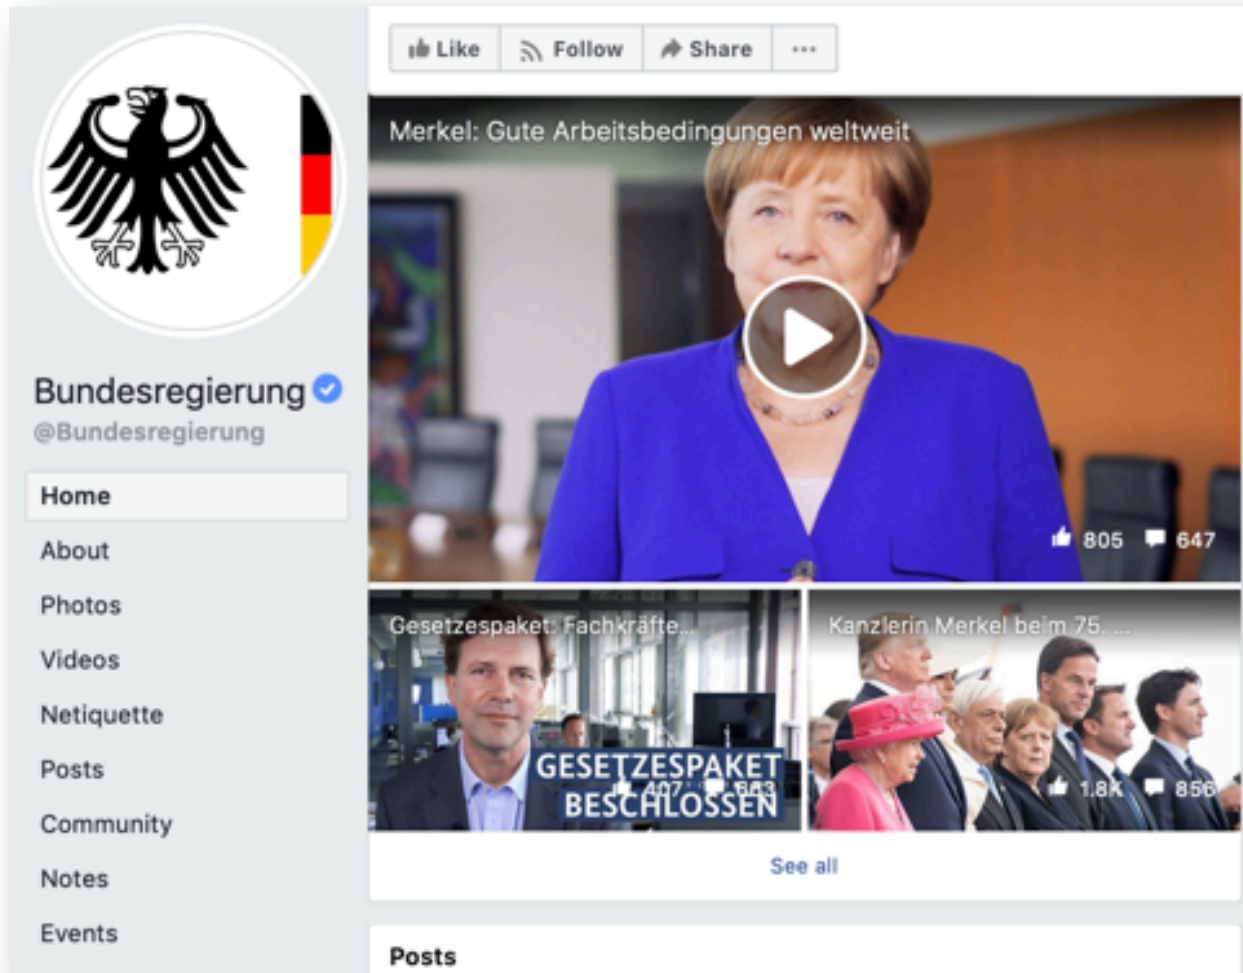 Like
Follow
Share
Merkel: Gute Arbeitsbedingungen weltweit
805 647
Bundesregierung
@Bundesregierung
Home
About
Photos
Videos
Netiquette
Posts
Community
Notes
Events
Gesetzespaket: Fachkräfte...
GESETZESPAKET
BESCHLOSSEN
407
Kanzlerin Merkel beim 75. ...
1.8K 856
See all
Posts